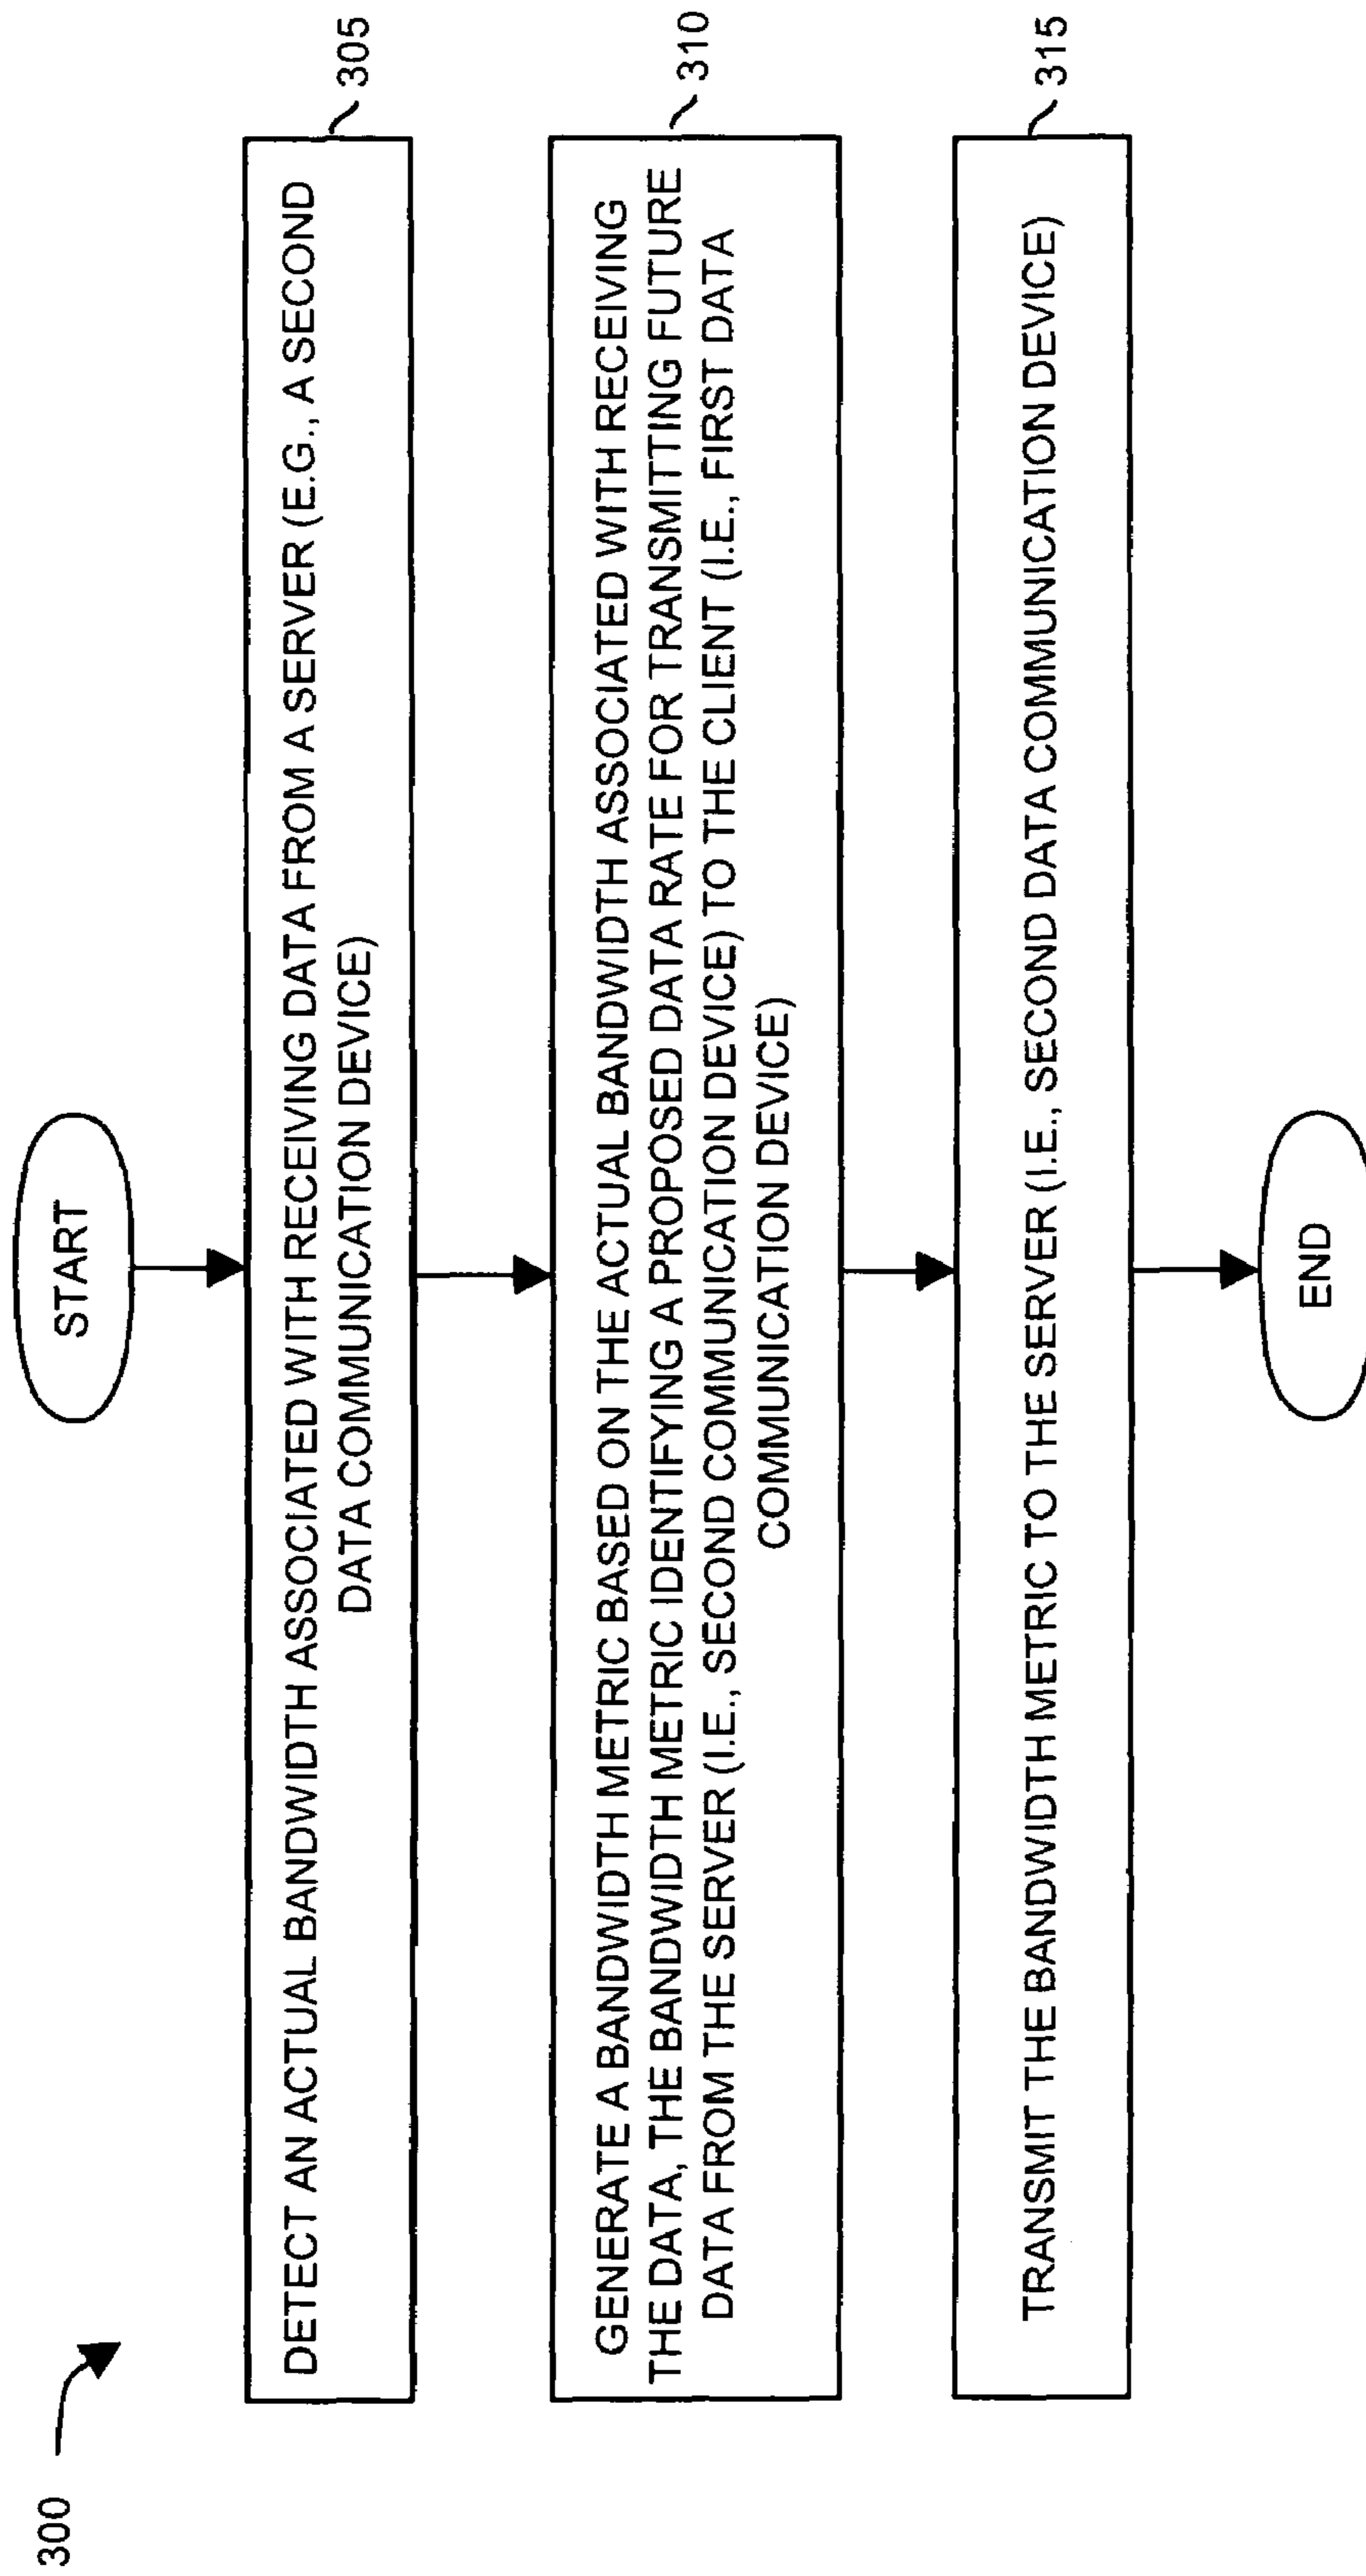 300
START
DETECT AN ACTUAL BANDWIDTH ASSOCIATED WITH RECEIVING DATA FROM A SERVER (E.G., A SECOND
DATA COMMUNICATION DEVICE)
305
GENERATE A BANDWIDTH METRIC BASED ON THE ACTUAL BANDWIDTH ASSOCIATED WITH RECEIVING
THE DATA, THE BANDWIDTH METRIC IDENTIFYING A PROPOSED DATA RATE FOR TRANSMITTING FUTURE
DATA FROM THE SERVER (I.E., SECOND COMMUNICATION DEVICE) TO THE CLIENT (I.E., FIRST DATA
COMMUNICATION DEVICE)
310
TRANSMIT THE BANDWIDTH METRIC TO THE SERVER (I.E., SECOND DATA COMMUNICATION DEVICE)
315
END